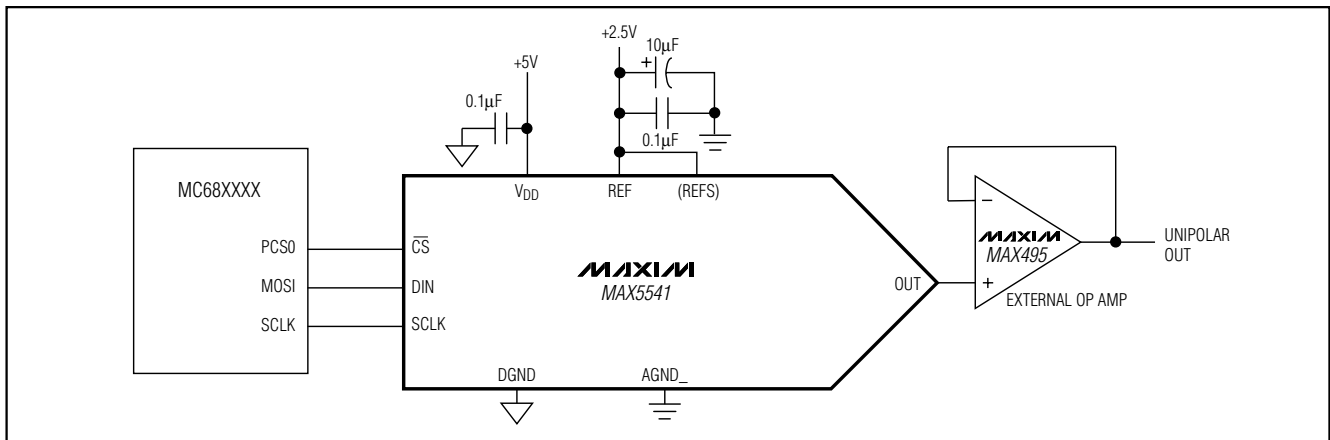 +2.5V
10µF
+
+5V
0.1µF
0.1µF
MC68XXXX
VDD
REF
(REFS)
PCS0
CS
MOSI
DIN
SCLK
SCLK
MAXIM
MAX5541
OUT
DGND
AGND_
−
MAXIM
MAX495
+
EXTERNAL OP AMP
UNIPOLAR
OUT